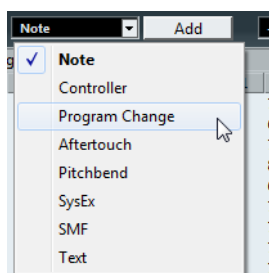 Note Add
Note
Controller
Program Change
Aftertouch
Pitchbend
SysEx
SMF
Text